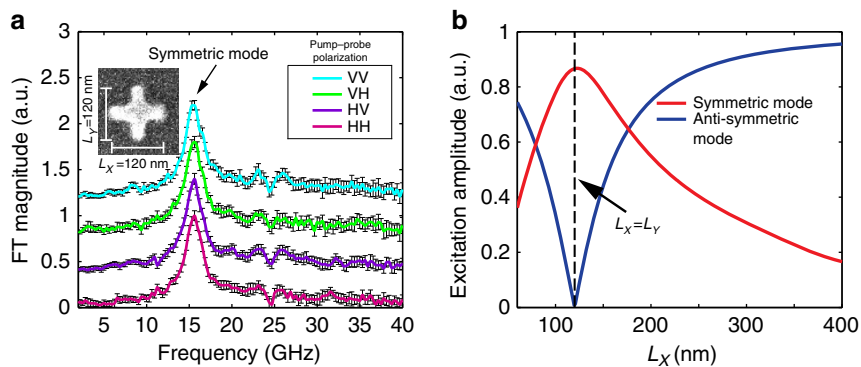 a
FT magnitude (a.u.)
3
2.5
2
1.5
1
0.5
0
5
10
15
20
25
30
35
40
Frequency (GHz)
Symmetric mode
Pump–probe
polarization
VV
VH
HV
HH
L_Y=120 nm
L_X=120 nm
b
Excitation amplitude (a.u.)
1
0.8
0.6
0.4
0.2
0
100
200
300
400
L_X (nm)
Symmetric mode
Anti-symmetric
mode
L_X=L_Y